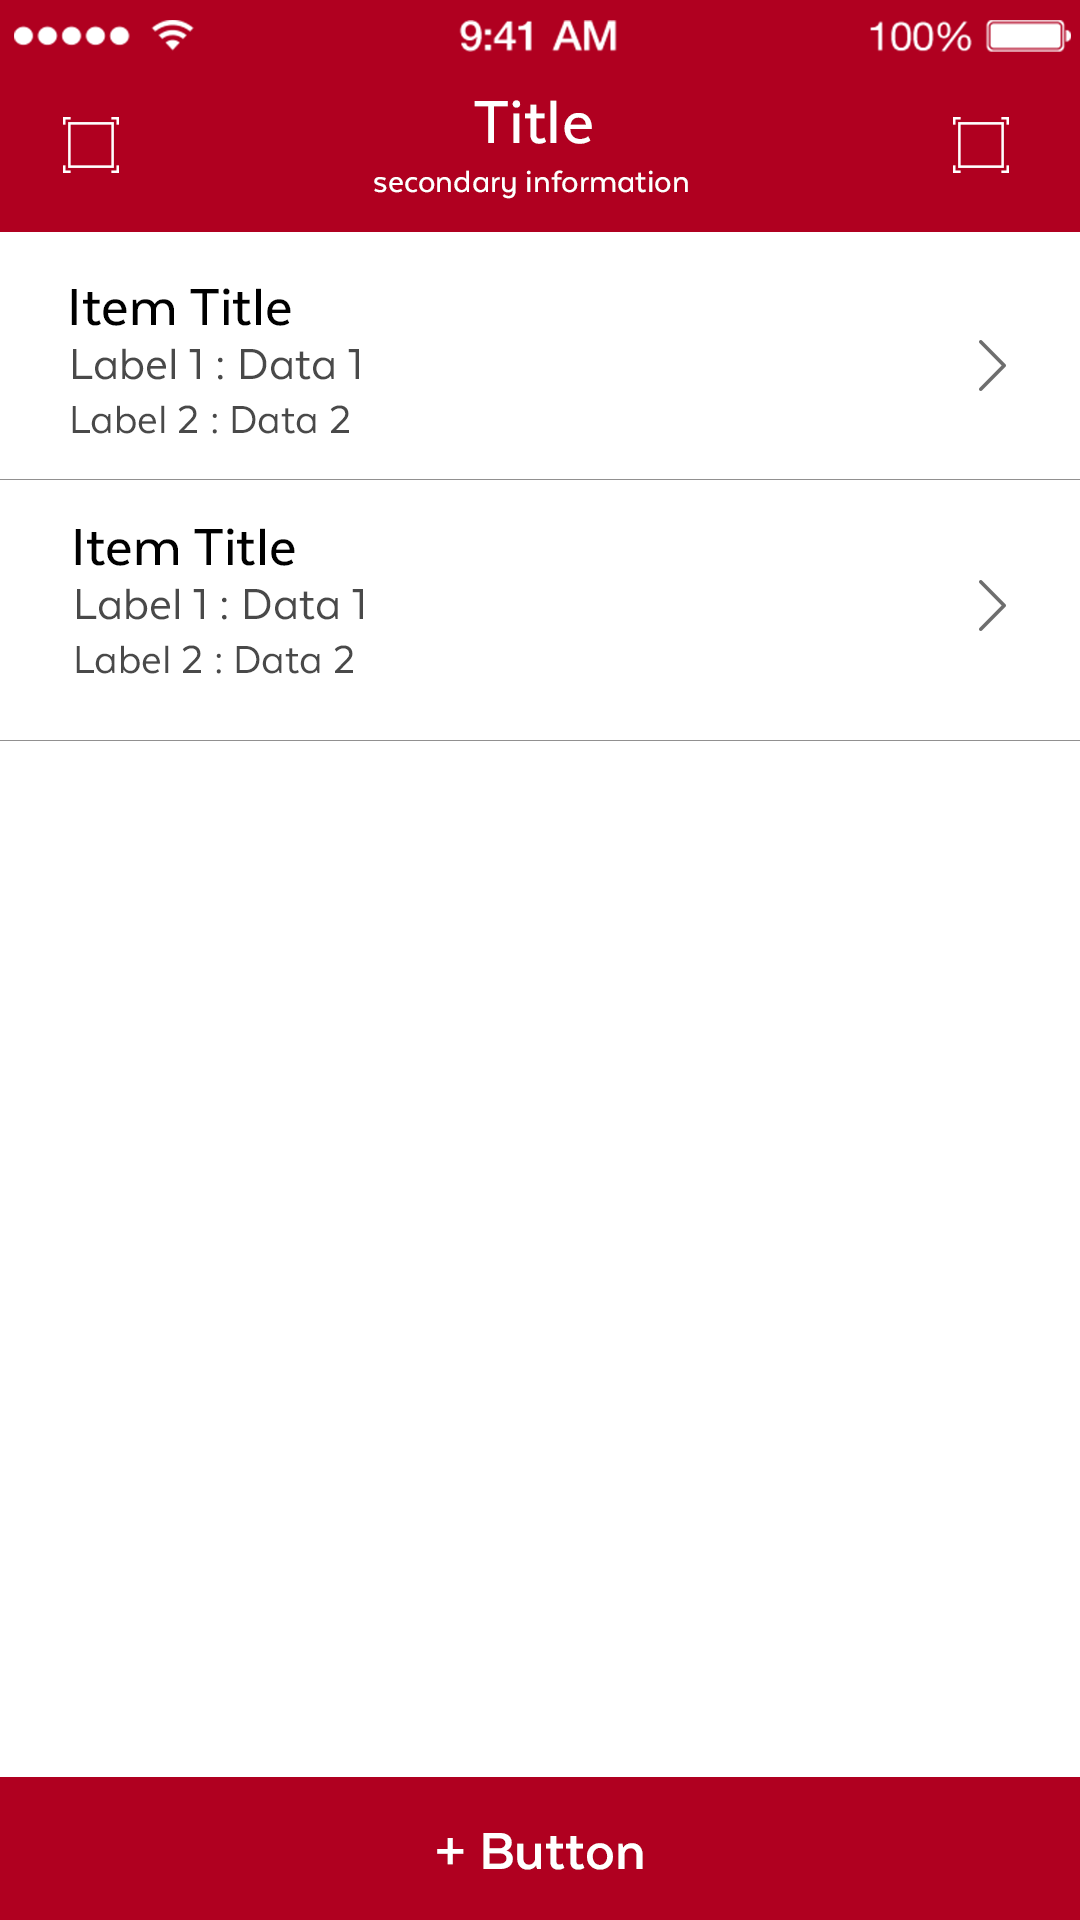 9:41 AM
100%
Title
secondary information
Item Title
Label 1 : Data 1
Label 2 : Data 2
Item Title
Label 1 : Data 1
Label 2 : Data 2
+ Button